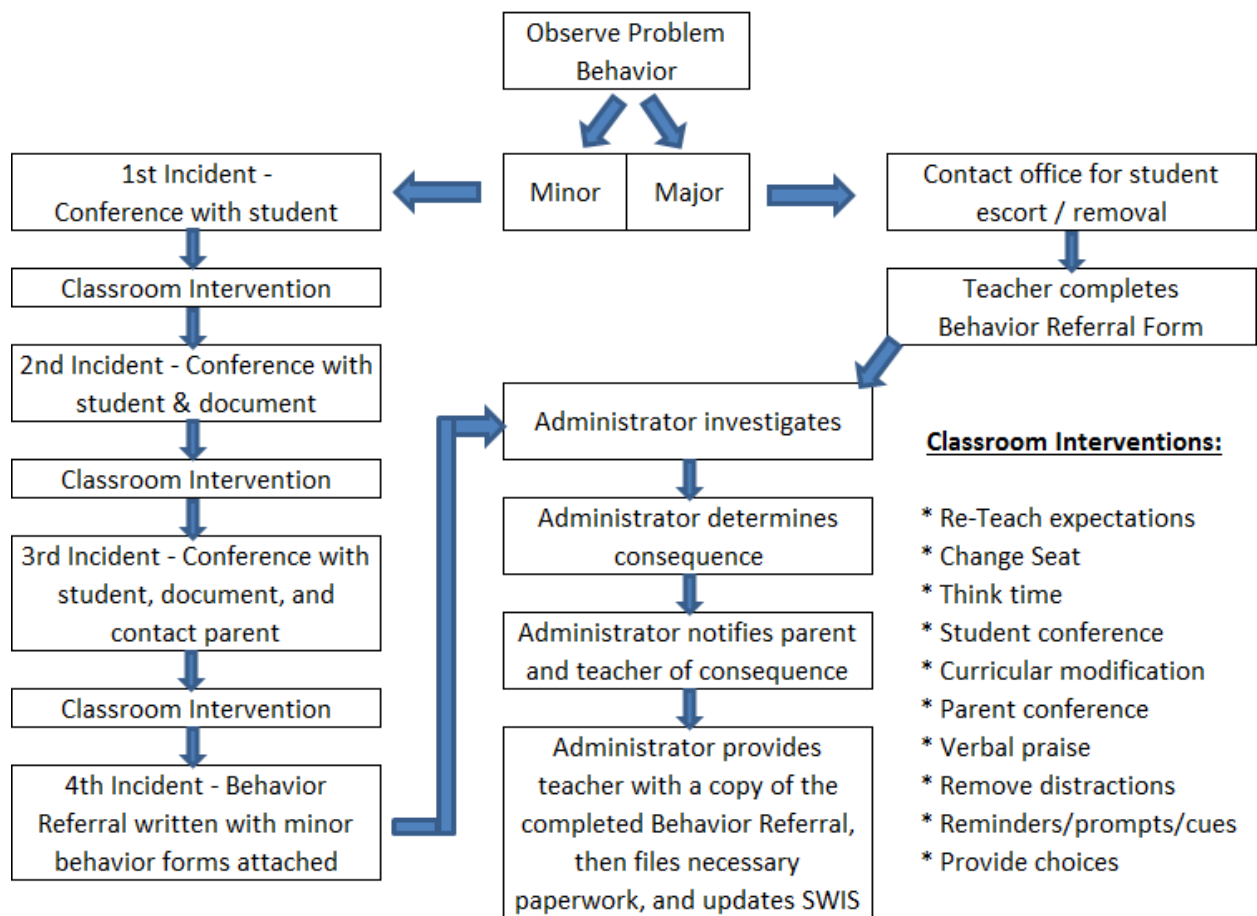 Observe Problem
Behavior
Minor
Major
1st Incident -
Conference with student
Classroom Intervention
2nd Incident - Conference with
student & document
Classroom Intervention
3rd Incident - Conference with
student, document, and
contact parent
Classroom Intervention
4th Incident - Behavior
Referral written with minor
behavior forms attached
Contact office for student
escort / removal
Teacher completes
Behavior Referral Form
Administrator investigates
Administrator determines
consequence
Administrator notifies parent
and teacher of consequence
Administrator provides
teacher with a copy of the
completed Behavior Referral,
then files necessary
paperwork, and updates SWIS
Classroom Interventions:
* Re-Teach expectations
* Change Seat
* Think time
* Student conference
* Curricular modification
* Parent conference
* Verbal praise
* Remove distractions
* Reminders/prompts/cues
* Provide choices